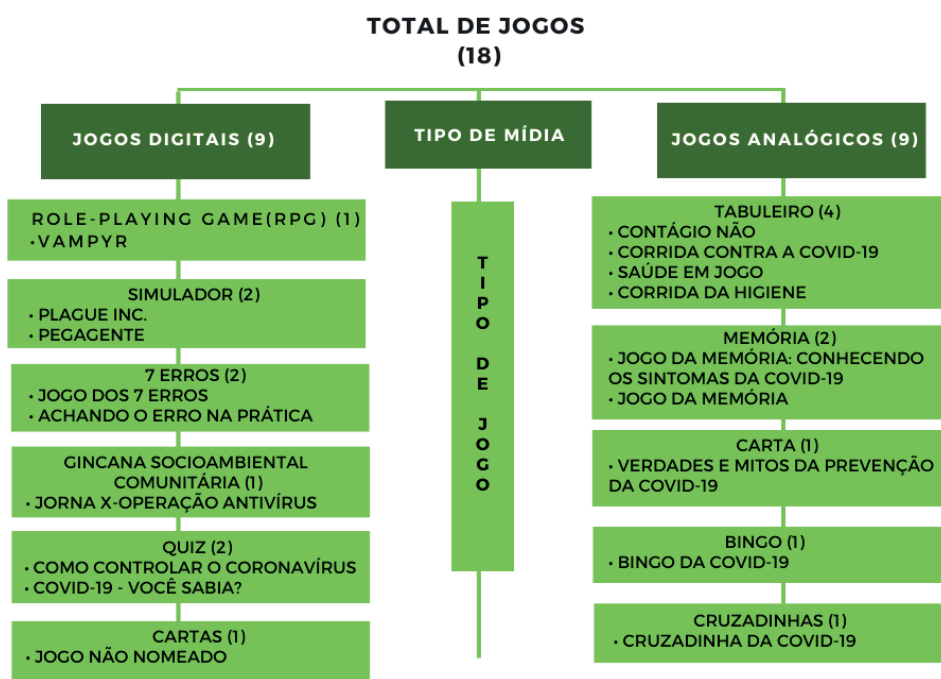 TOTAL DE JOGOS
(18)
JOGOS DIGITAIS (9)
TIPO DE MÍDIA
JOGOS ANALÓGICOS (9)
ROLE-PLAYING GAME(RPG) (1)
• VAMPYR
SIMULADOR (2)
• PLAGUE INC.
• PEGAGENTE
7 ERROS (2)
• JOGO DOS 7 ERROS
• ACHANDO O ERRO NA PRÁTICA
GINCANA SOCIOAMBIENTAL
COMUNITÁRIA (1)
• JORNA X-OPERAÇÃO ANTIVÍRUS
QUIZ (2)
• COMO CONTROLAR O CORONAVÍRUS
• COVID-19 - VOCÊ SABIA?
CARTAS (1)
• JOGO NÃO NOMEADO
TIPO DE JOGO
TABULEIRO (4)
• CONTÁGIO NÃO
• CORRIDA CONTRA A COVID-19
• SAÚDE EM JOGO
• CORRIDA DA HIGIENE
MEMÓRIA (2)
• JOGO DA MEMÓRIA: CONHECENDO
OS SINTOMAS DA COVID-19
• JOGO DA MEMÓRIA
CARTA (1)
• VERDADES E MITOS DA PREVENÇÃO
DA COVID-19
BINGO (1)
• BINGO DA COVID-19
CRUZADINHAS (1)
• CRUZADINHA DA COVID-19